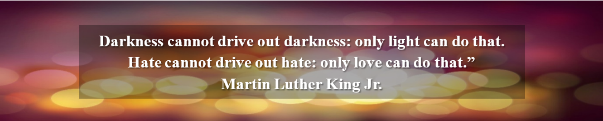 Darkness cannot drive out darkness: only light can do that.
Hate cannot drive out hate: only love can do that.”
Martin Luther King Jr.